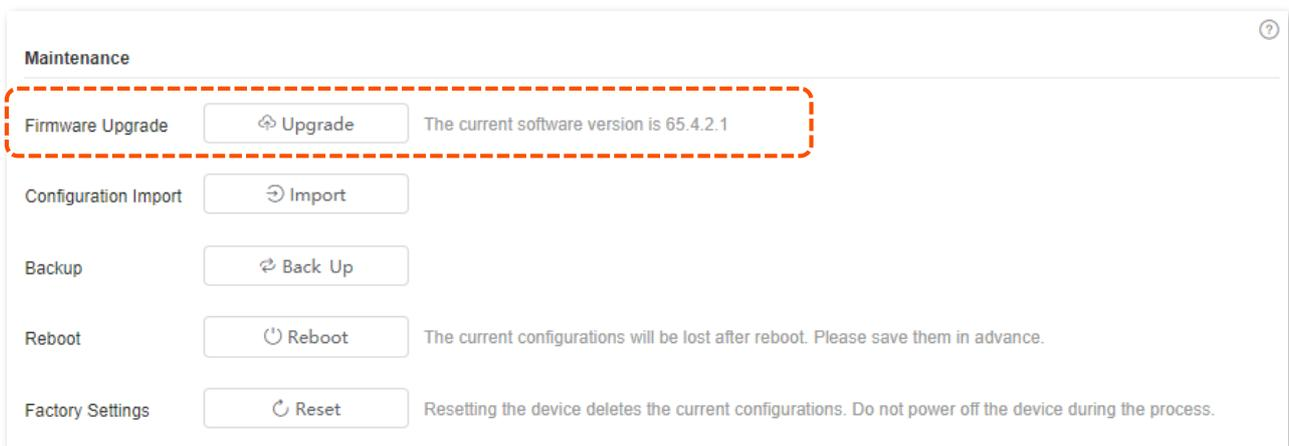 ?
Maintenance
Firmware Upgrade Upgrade The current software version is 65.4.2.1
Configuration Import Import
Backup Back Up
Reboot Reboot The current configurations will be lost after reboot. Please save them in advance.
Factory Settings Reset Resetting the device deletes the current configurations. Do not power off the device during the process.